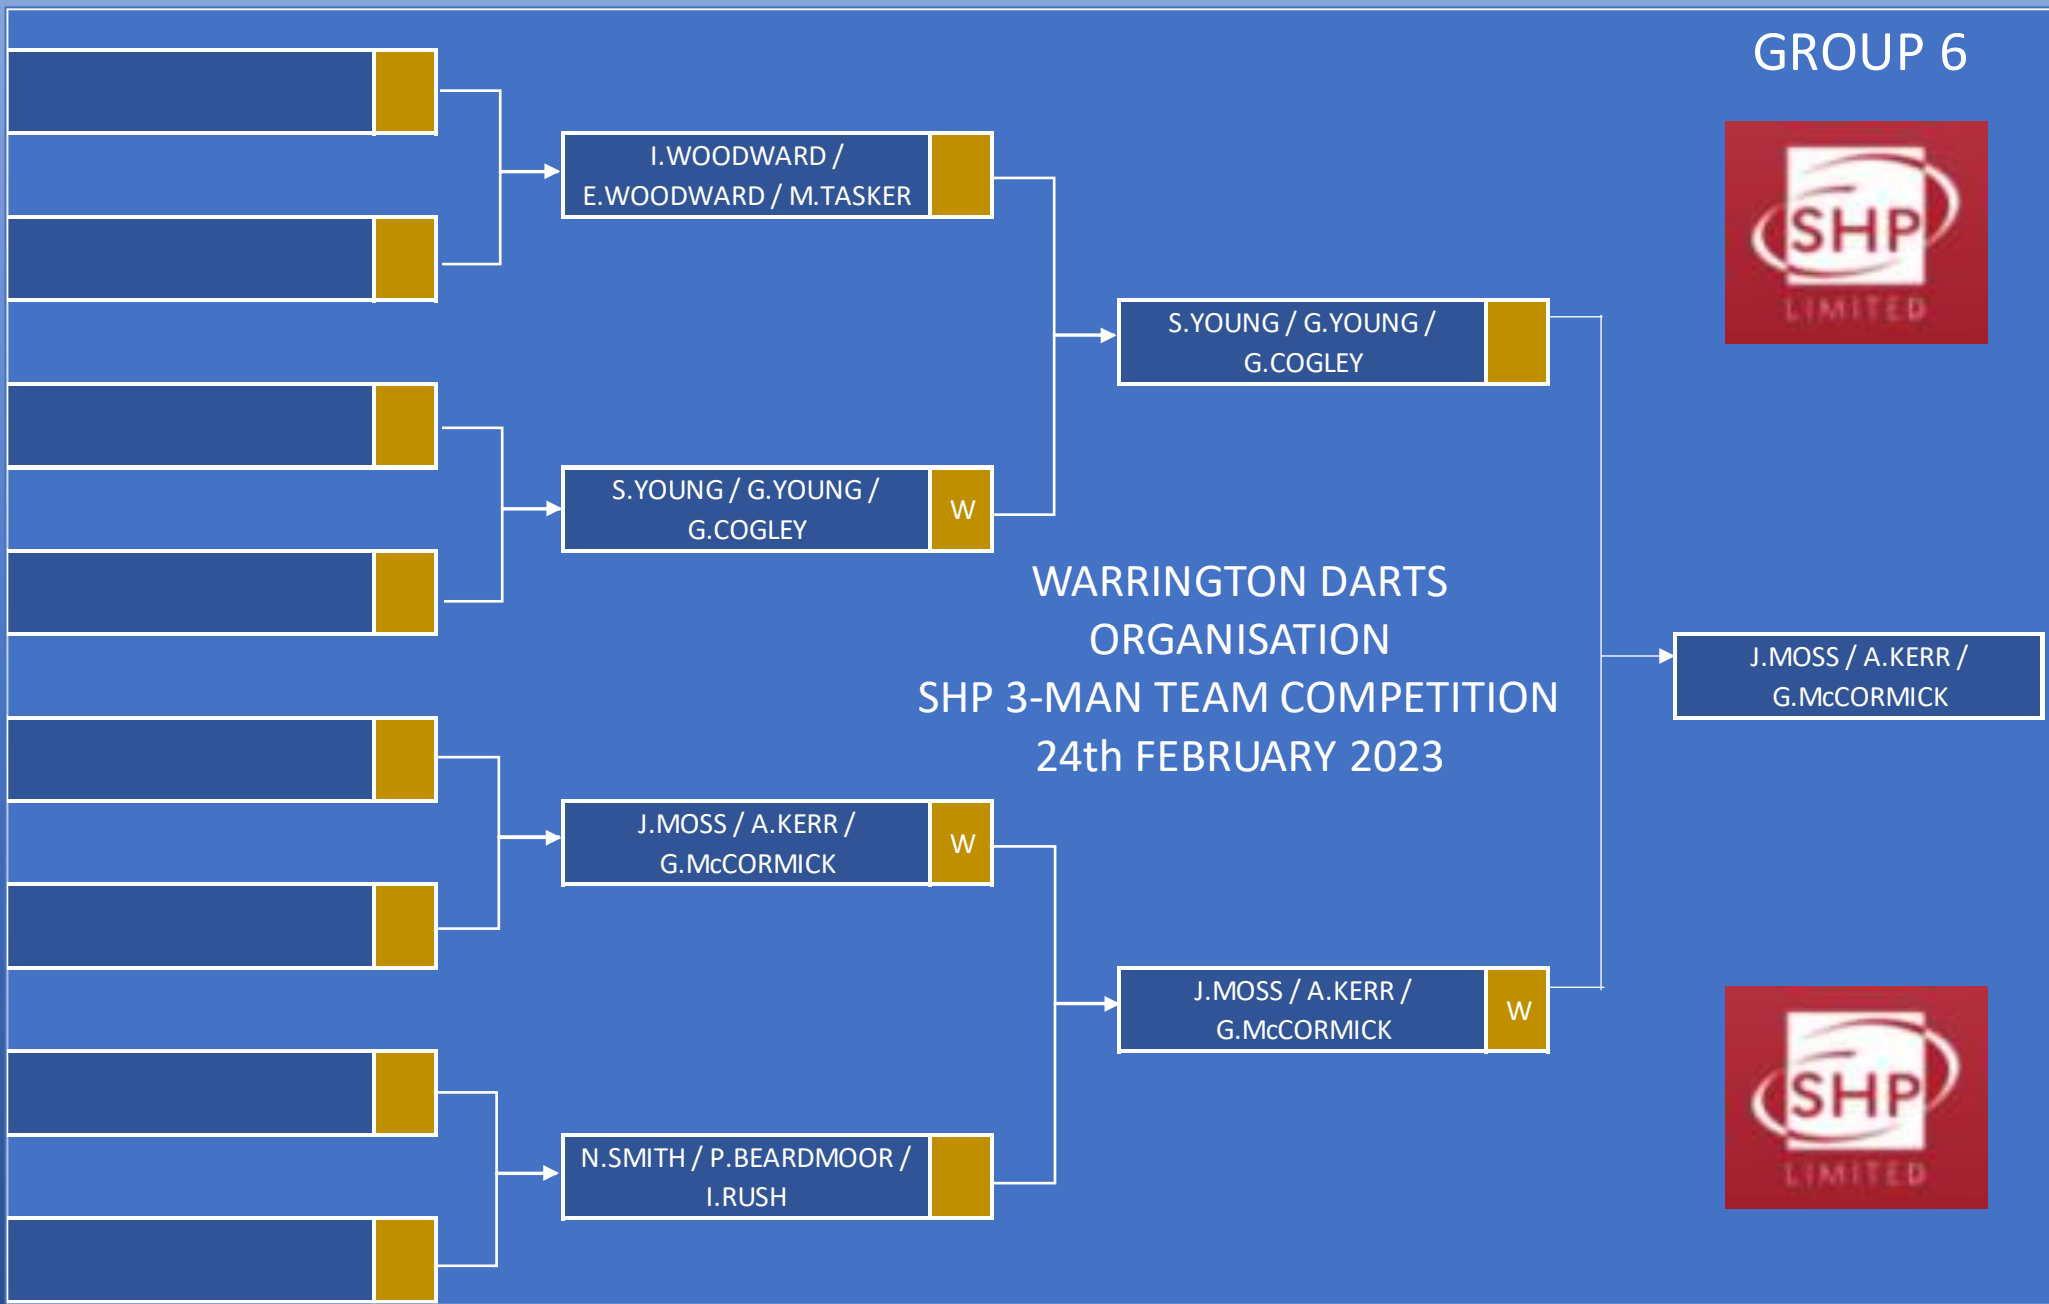 GROUP 6
SHP
LIMITED
I.WOODWARD /
E.WOODWARD / M.TASKER
S.YOUNG / G.YOUNG /
G.COGLEY
S.YOUNG / G.YOUNG /
G.COGLEY
W
WARRINGTON DARTS
ORGANISATION
SHP 3-MAN TEAM COMPETITION
24th FEBRUARY 2023
J.MOSS / A.KERR /
G.McCORMICK
J.MOSS / A.KERR /
G.McCORMICK
W
J.MOSS / A.KERR /
G.McCORMICK
W
SHP
LIMITED
N.SMITH / P.BEARDMOOR /
I.RUSH